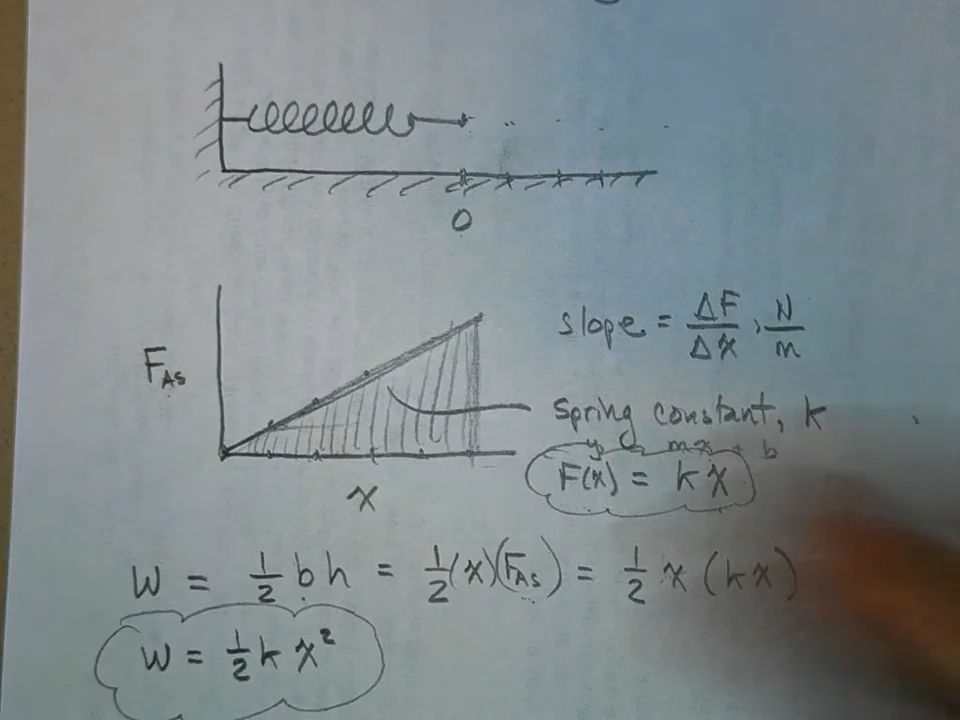 0
F_AS
slope = ΔF/Δx , N/m
spring constant, k
y = mx + b
F(x) = kx
x
W = 1/2 bh = 1/2 (x)(F_AS) = 1/2 x (kx)
W = 1/2 k x²